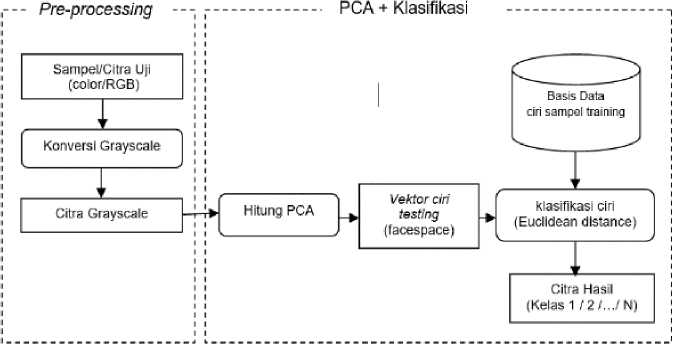 Pre-processing
PCA + Klasifikasi
Sampel/Citra Uji
(color/RGB)
Konversi Grayscale
Citra Grayscale
Hitung PCA
Vektor ciri
testing
(facespace)
Basis Data
ciri sampel training
klasifikasi ciri
(Euclidean distance)
Citra Hasil
(Kelas 1 / 2 /…/ N)